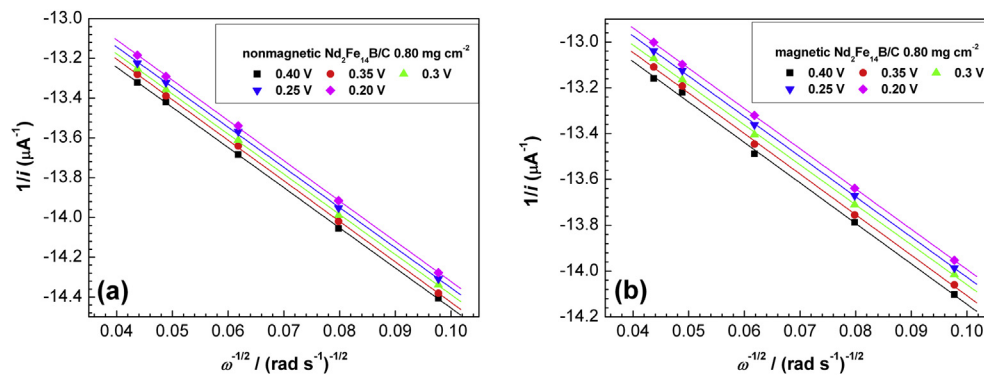 -13.0
-13.2
-13.4
-13.6
-13.8
-14.0
-14.2
-14.4
1/i (μA⁻¹)
nonmagnetic Nd₂Fe₁₄B/C 0.80 mg cm⁻²
0.40 V 0.35 V 0.3 V
0.25 V 0.20 V
(a)
0.04 0.05 0.06 0.07 0.08 0.09 0.10
ω⁻¹/² / (rad s⁻¹)⁻¹/²
-13.0
-13.2
-13.4
-13.6
-13.8
-14.0
-14.2
1/i (μA⁻¹)
magnetic Nd₂Fe₁₄B/C 0.80 mg cm⁻²
0.40 V 0.35 V 0.3 V
0.25 V 0.20 V
(b)
0.04 0.05 0.06 0.07 0.08 0.09 0.10
ω⁻¹/² / (rad s⁻¹)⁻¹/²